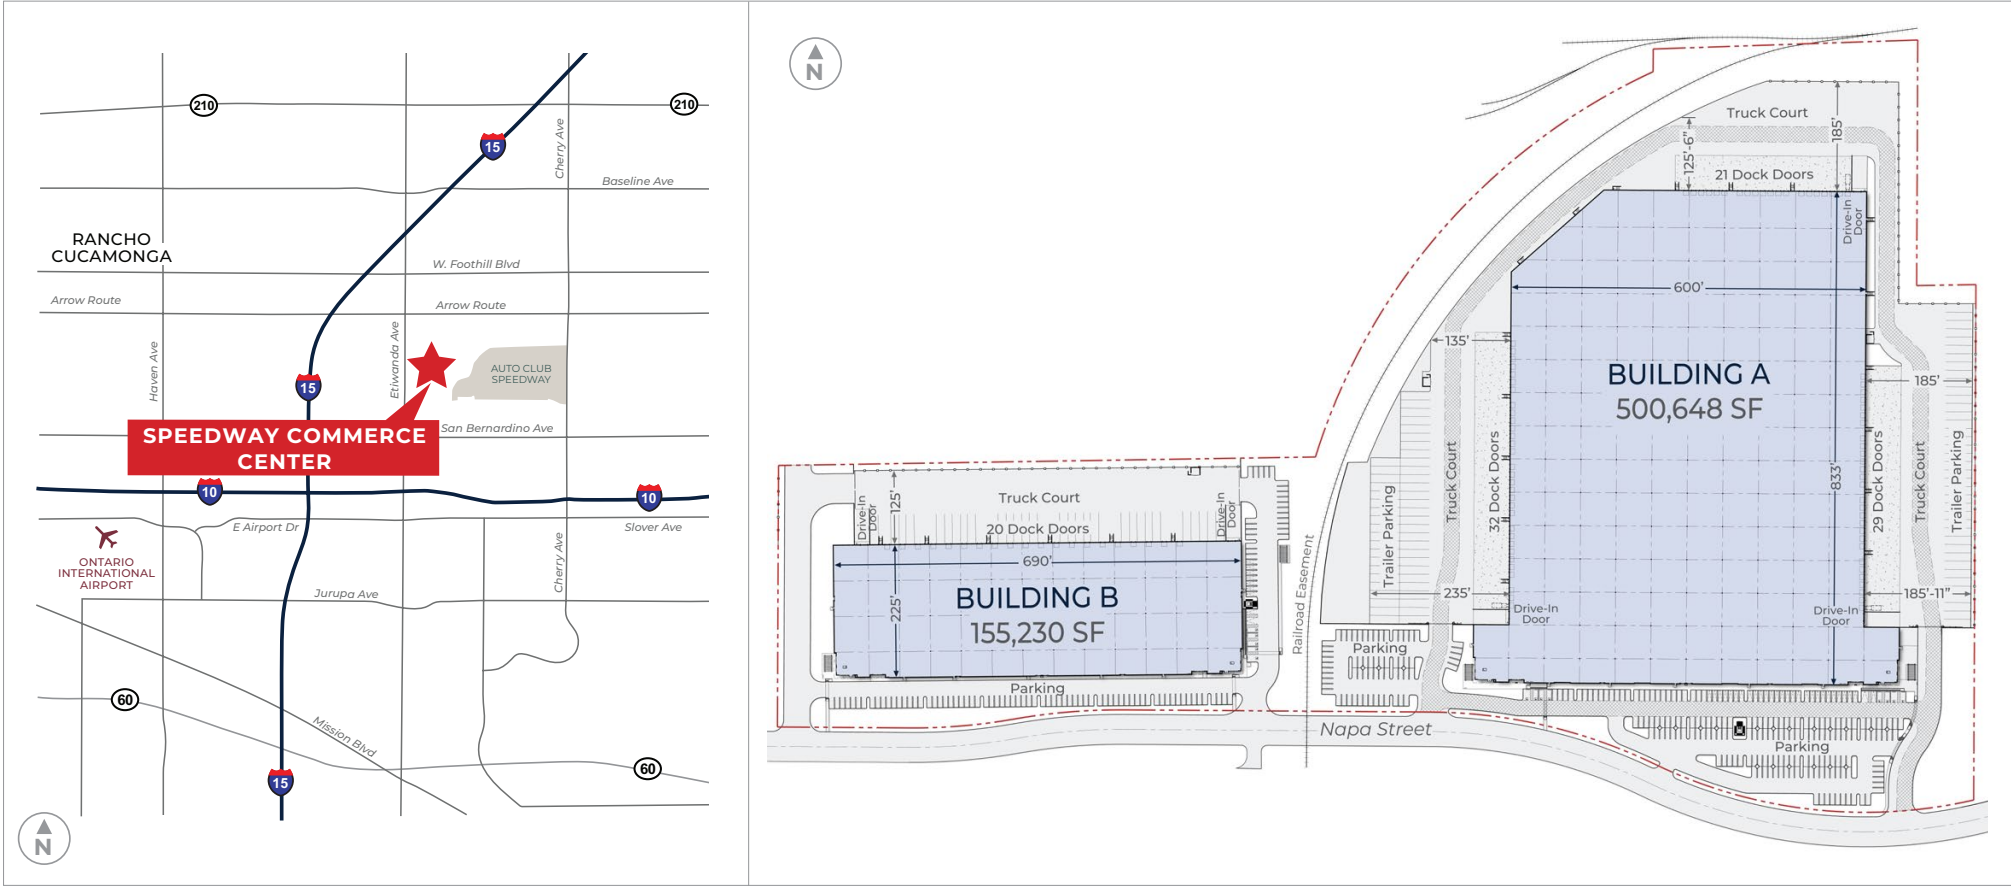 210
210
15
Cherry Ave
Baseline Ave
RANCHO
CUCAMONGA
W. Foothill Blvd
Arrow Route
Arrow Route
Haven Ave
Etiwanda Ave
AUTO CLUB
SPEEDWAY
15
SPEEDWAY COMMERCE
CENTER
San Bernardino Ave
10
10
E Airport Dr
Slover Ave
ONTARIO
INTERNATIONAL
AIRPORT
Cherry Ave
Jurupa Ave
60
Mission Blvd
15
60
N
N
Truck Court
185'
125'-6"
21 Dock Doors
Drive-In
Door
600'
135'
BUILDING A
500,648 SF
185'
Truck Court
32 Dock Doors
Trailer Parking
833'
29 Dock Doors
Truck Court
Trailer Parking
235'
185'-11"
Drive-In
Door
Drive-In
Door
Parking
Parking
Railroad Easement
Napa Street
Drive-In
Door
125'
Truck Court
20 Dock Doors
Drive-In
Door
690'
BUILDING B
155,230 SF
225'
Parking